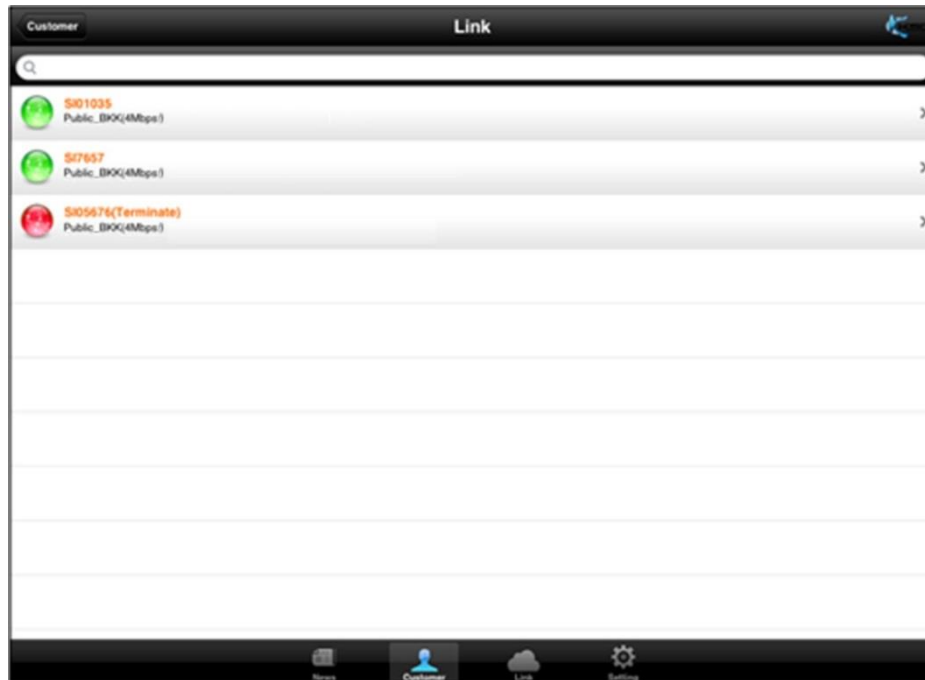 Customer
Link
SI01035
Public_BKK(4Mbps/)
SI7657
Public_BKK(4Mbps/)
SI05676(Terminate)
Public_BKK(4Mbps/)
News
Customer
Link
Setting